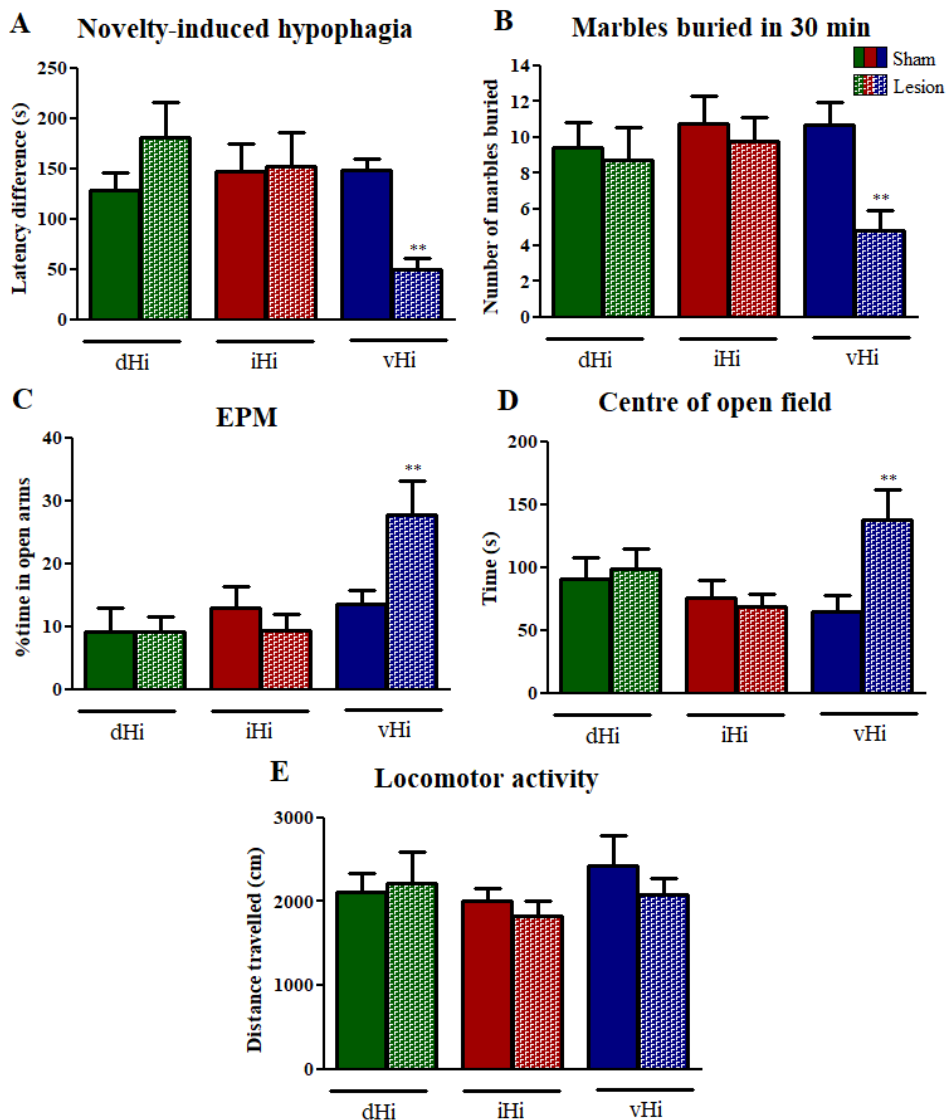 A Novelty-induced hypophagia
Latency difference (s)
250
200
150
100
50
0
**
dHi iHi vHi
B Marbles buried in 30 min
Sham
Lesion
Number of marbles buried
14
12
10
8
6
4
2
0
**
dHi iHi vHi
C EPM
%time in open arms
40
30
20
10
0
**
dHi iHi vHi
D Centre of open field
Time (s)
200
150
100
50
0
**
dHi iHi vHi
E Locomotor activity
Distance travelled (cm)
3000
2000
1000
0
dHi iHi vHi